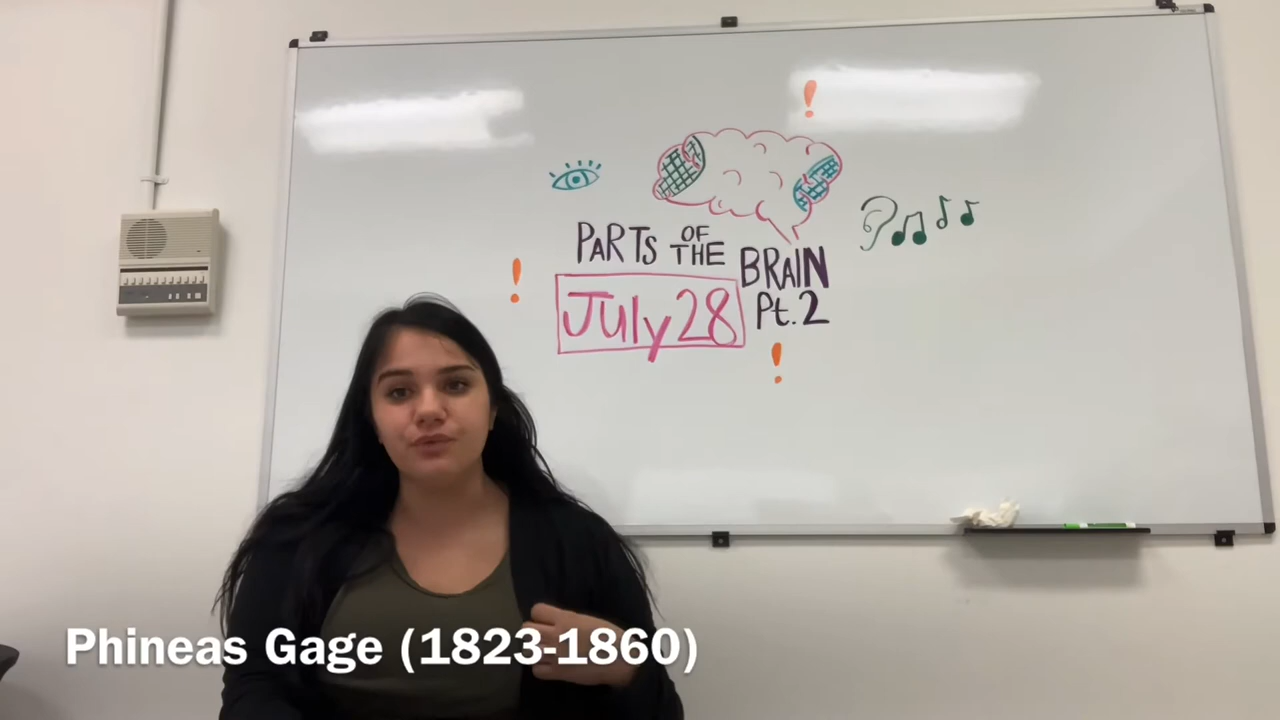 PARTS OF THE BRAIN
Pt. 2
July 28
Phineas Gage (1823-1860)